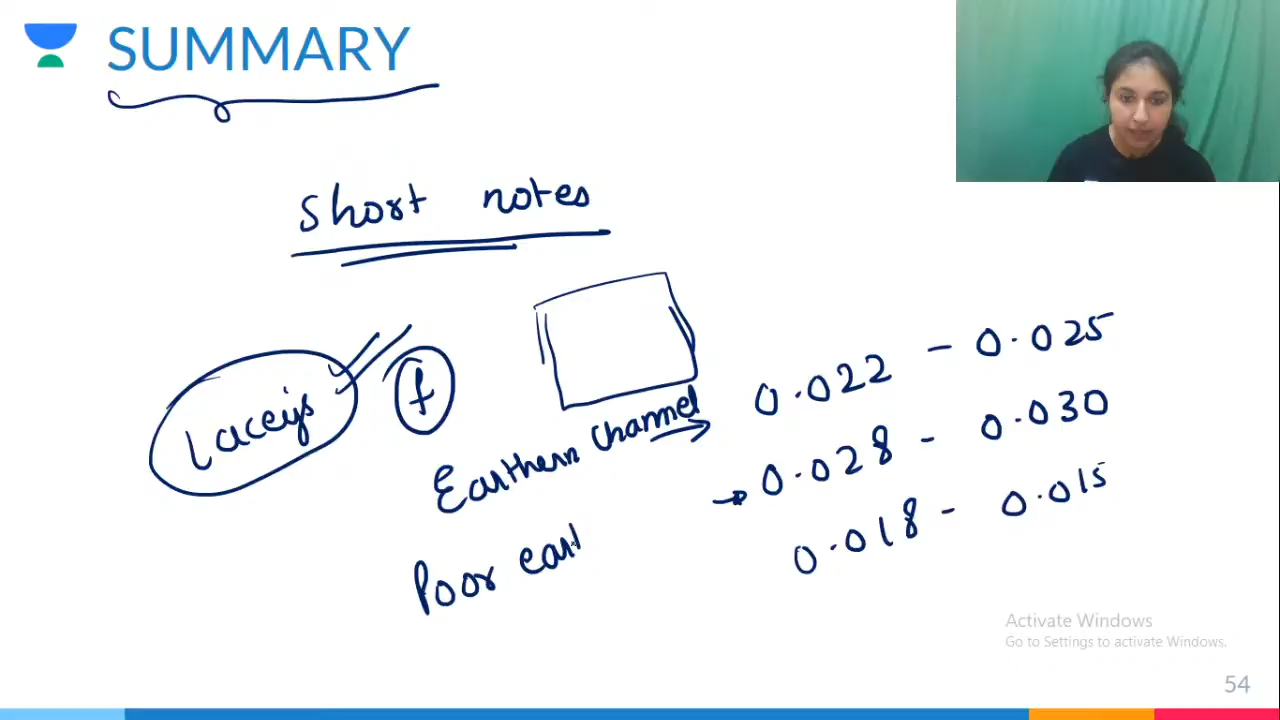 SUMMARY
short notes
Lacey's f
Earthern Channel → 0.022 - 0.025
→ 0.028 - 0.030
Poor eart
0.018 - 0.015
Activate Windows
Go to Settings to activate Windows.
54